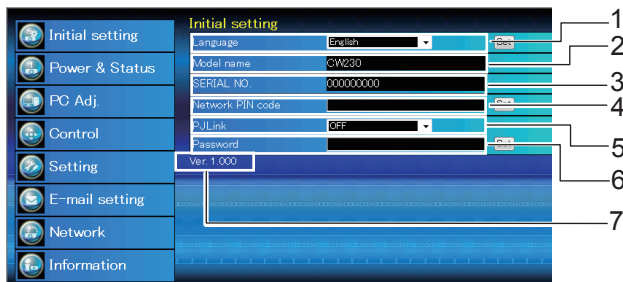 Initial setting
Power & Status
PC Adj.
Control
Setting
E-mail setting
Network
Information
Initial setting
Language English Set 1
Model name CW230 2
SERIAL NO. 000000000 3
Network PIN code Set 4
PJLink OFF 5
Password Set 6
Ver. 1.000 7